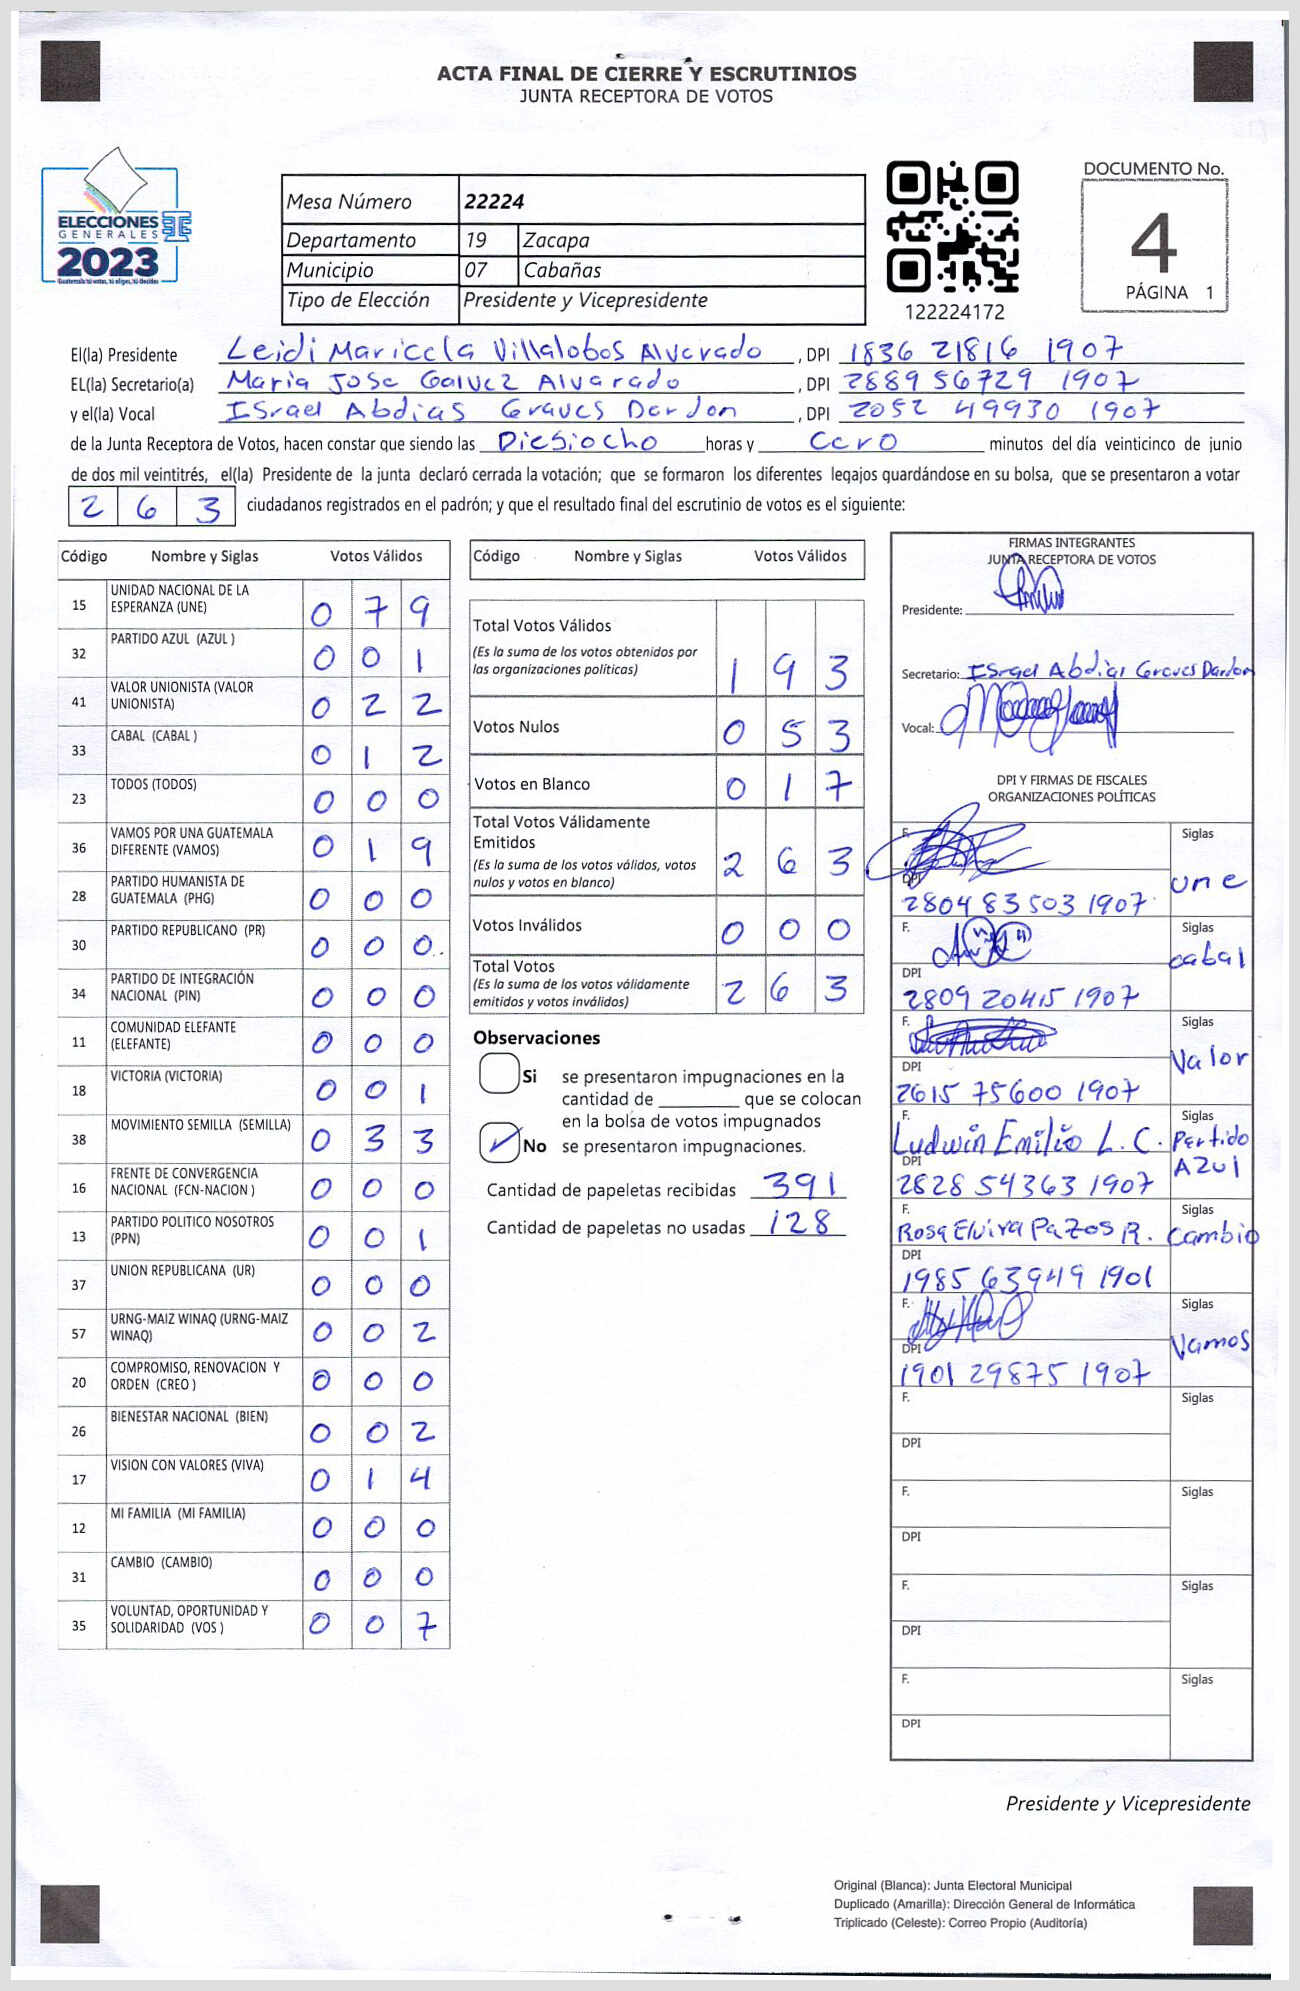 ACTA FINAL DE CIERRE Y ESCRUTINIOS
JUNTA RECEPTORA DE VOTOS
ELECCIONES
GENERALES
2023
Guatemala tú votas, tú eliges, tú decides
Mesa Número 22224
Departamento 19 Zacapa
Municipio 07 Cabañas
Tipo de Elección Presidente y Vicepresidente
122224172
DOCUMENTO No.
4
PÁGINA 1
El(la) Presidente Leidi Maricela Villalobos Alvarado, DPI 1836 21816 1907
EL(la) Secretario(a) Maria Jose Galvez Alvarado, DPI 2889 56729 1907
y el(la) Vocal ISrael Abdias Graves Dardon, DPI 2052 49930 1907
de la Junta Receptora de Votos, hacen constar que siendo las Diesiocho horas y Cero minutos del día veinticinco de junio
de dos mil veintitrés, el(la) Presidente de la junta declaró cerrada la votación; que se formaron los diferentes legajos guardándose en su bolsa, que se presentaron a votar
2 6 3 ciudadanos registrados en el padrón; y que el resultado final del escrutinio de votos es el siguiente:
Código Nombre y Siglas Votos Válidos
15 UNIDAD NACIONAL DE LA ESPERANZA (UNE) 0 7 9
32 PARTIDO AZUL (AZUL ) 0 0 1
41 VALOR UNIONISTA (VALOR UNIONISTA) 0 2 2
33 CABAL (CABAL ) 0 1 2
23 TODOS (TODOS) 0 0 0
36 VAMOS POR UNA GUATEMALA DIFERENTE (VAMOS) 0 1 9
28 PARTIDO HUMANISTA DE GUATEMALA (PHG) 0 0 0
30 PARTIDO REPUBLICANO (PR) 0 0 0
34 PARTIDO DE INTEGRACIÓN NACIONAL (PIN) 0 0 0
11 COMUNIDAD ELEFANTE (ELEFANTE) 0 0 0
18 VICTORIA (VICTORIA) 0 0 1
38 MOVIMIENTO SEMILLA (SEMILLA) 0 3 3
16 FRENTE DE CONVERGENCIA NACIONAL (FCN-NACION ) 0 0 0
13 PARTIDO POLITICO NOSOTROS (PPN) 0 0 1
37 UNION REPUBLICANA (UR) 0 0 0
57 URNG-MAIZ WINAQ (URNG-MAIZ WINAQ) 0 0 2
20 COMPROMISO, RENOVACION Y ORDEN (CREO ) 0 0 0
26 BIENESTAR NACIONAL (BIEN) 0 0 2
17 VISION CON VALORES (VIVA) 0 1 4
12 MI FAMILIA (MI FAMILIA) 0 0 0
31 CAMBIO (CAMBIO) 0 0 0
35 VOLUNTAD, OPORTUNIDAD Y SOLIDARIDAD (VOS ) 0 0 7
Código Nombre y Siglas Votos Válidos
Total Votos Válidos 1 9 3
(Es la suma de los votos obtenidos por
las organizaciones políticas)
Votos Nulos 0 5 3
Votos en Blanco 0 1 7
Total Votos Válidamente
Emitidos 2 6 3
(Es la suma de los votos válidos, votos
nulos y votos en blanco)
Votos Inválidos 0 0 0
Total Votos 2 6 3
(Es la suma de los votos válidamente
emitidos y votos inválidos)
Observaciones
Si se presentaron impugnaciones en la
cantidad de ________ que se colocan
en la bolsa de votos impugnados
No se presentaron impugnaciones.
Cantidad de papeletas recibidas 391
Cantidad de papeletas no usadas 128
FIRMAS INTEGRANTES
JUNTA RECEPTORA DE VOTOS
Presidente:
Secretario: ISrael Abdias Graves Dardon
Vocal:
DPI Y FIRMAS DE FISCALES
ORGANIZACIONES POLÍTICAS
F. Siglas
DPI une
2804 83503 1907
F. Siglas
DPI cabal
2809 20415 1907
F. Siglas
DPI Valor
2615 75600 1907
F. Ludwin Emilio L. C. Siglas Partido
DPI AZul
2828 54363 1907
F. Siglas
Rosa Elvira Pazos R. Cambio
DPI
1985 63949 1901
F. Siglas
DPI Vamos
1901 29875 1907
F. Siglas
DPI
F. Siglas
DPI
F. Siglas
DPI
F. Siglas
DPI
Presidente y Vicepresidente
Original (Blanca): Junta Electoral Municipal
Duplicado (Amarilla): Dirección General de Informática
Triplicado (Celeste): Correo Propio (Auditoría)